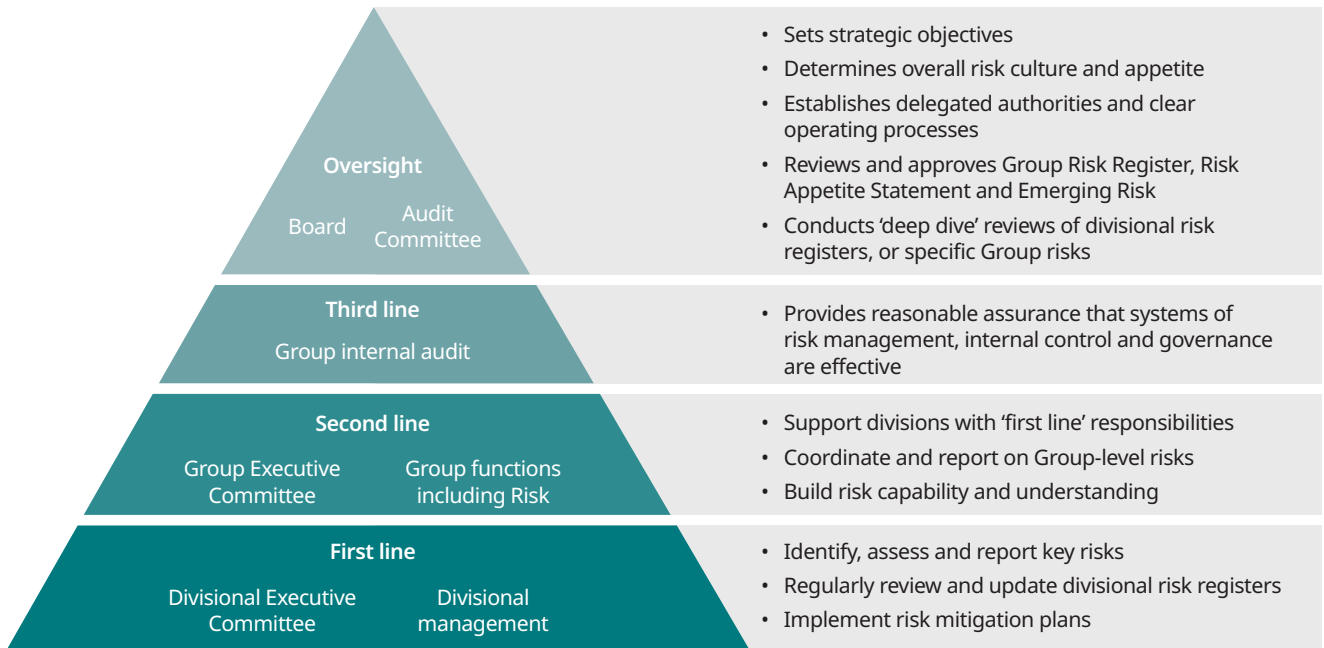 Oversight
Board
Audit
Committee
• Sets strategic objectives
• Determines overall risk culture and appetite
• Establishes delegated authorities and clear
operating processes
• Reviews and approves Group Risk Register, Risk
Appetite Statement and Emerging Risk
• Conducts ‘deep dive’ reviews of divisional risk
registers, or specific Group risks
Third line
Group internal audit
• Provides reasonable assurance that systems of
risk management, internal control and governance
are effective
Second line
Group Executive
Committee
Group functions
including Risk
• Support divisions with ‘first line’ responsibilities
• Coordinate and report on Group-level risks
• Build risk capability and understanding
First line
Divisional Executive
Committee
Divisional
management
• Identify, assess and report key risks
• Regularly review and update divisional risk registers
• Implement risk mitigation plans